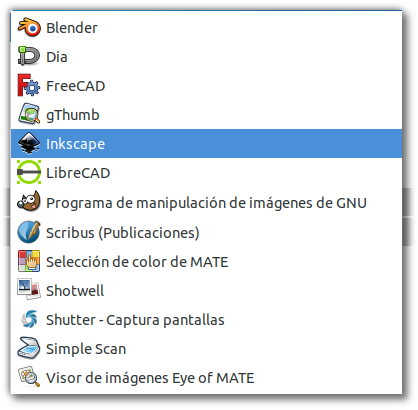 Blender
Dia
FreeCAD
gThumb
Inkscape
LibreCAD
Programa de manipulación de imágenes de GNU
Scribus (Publicaciones)
Selección de color de MATE
Shotwell
Shutter - Captura pantallas
Simple Scan
Visor de imágenes Eye of MATE